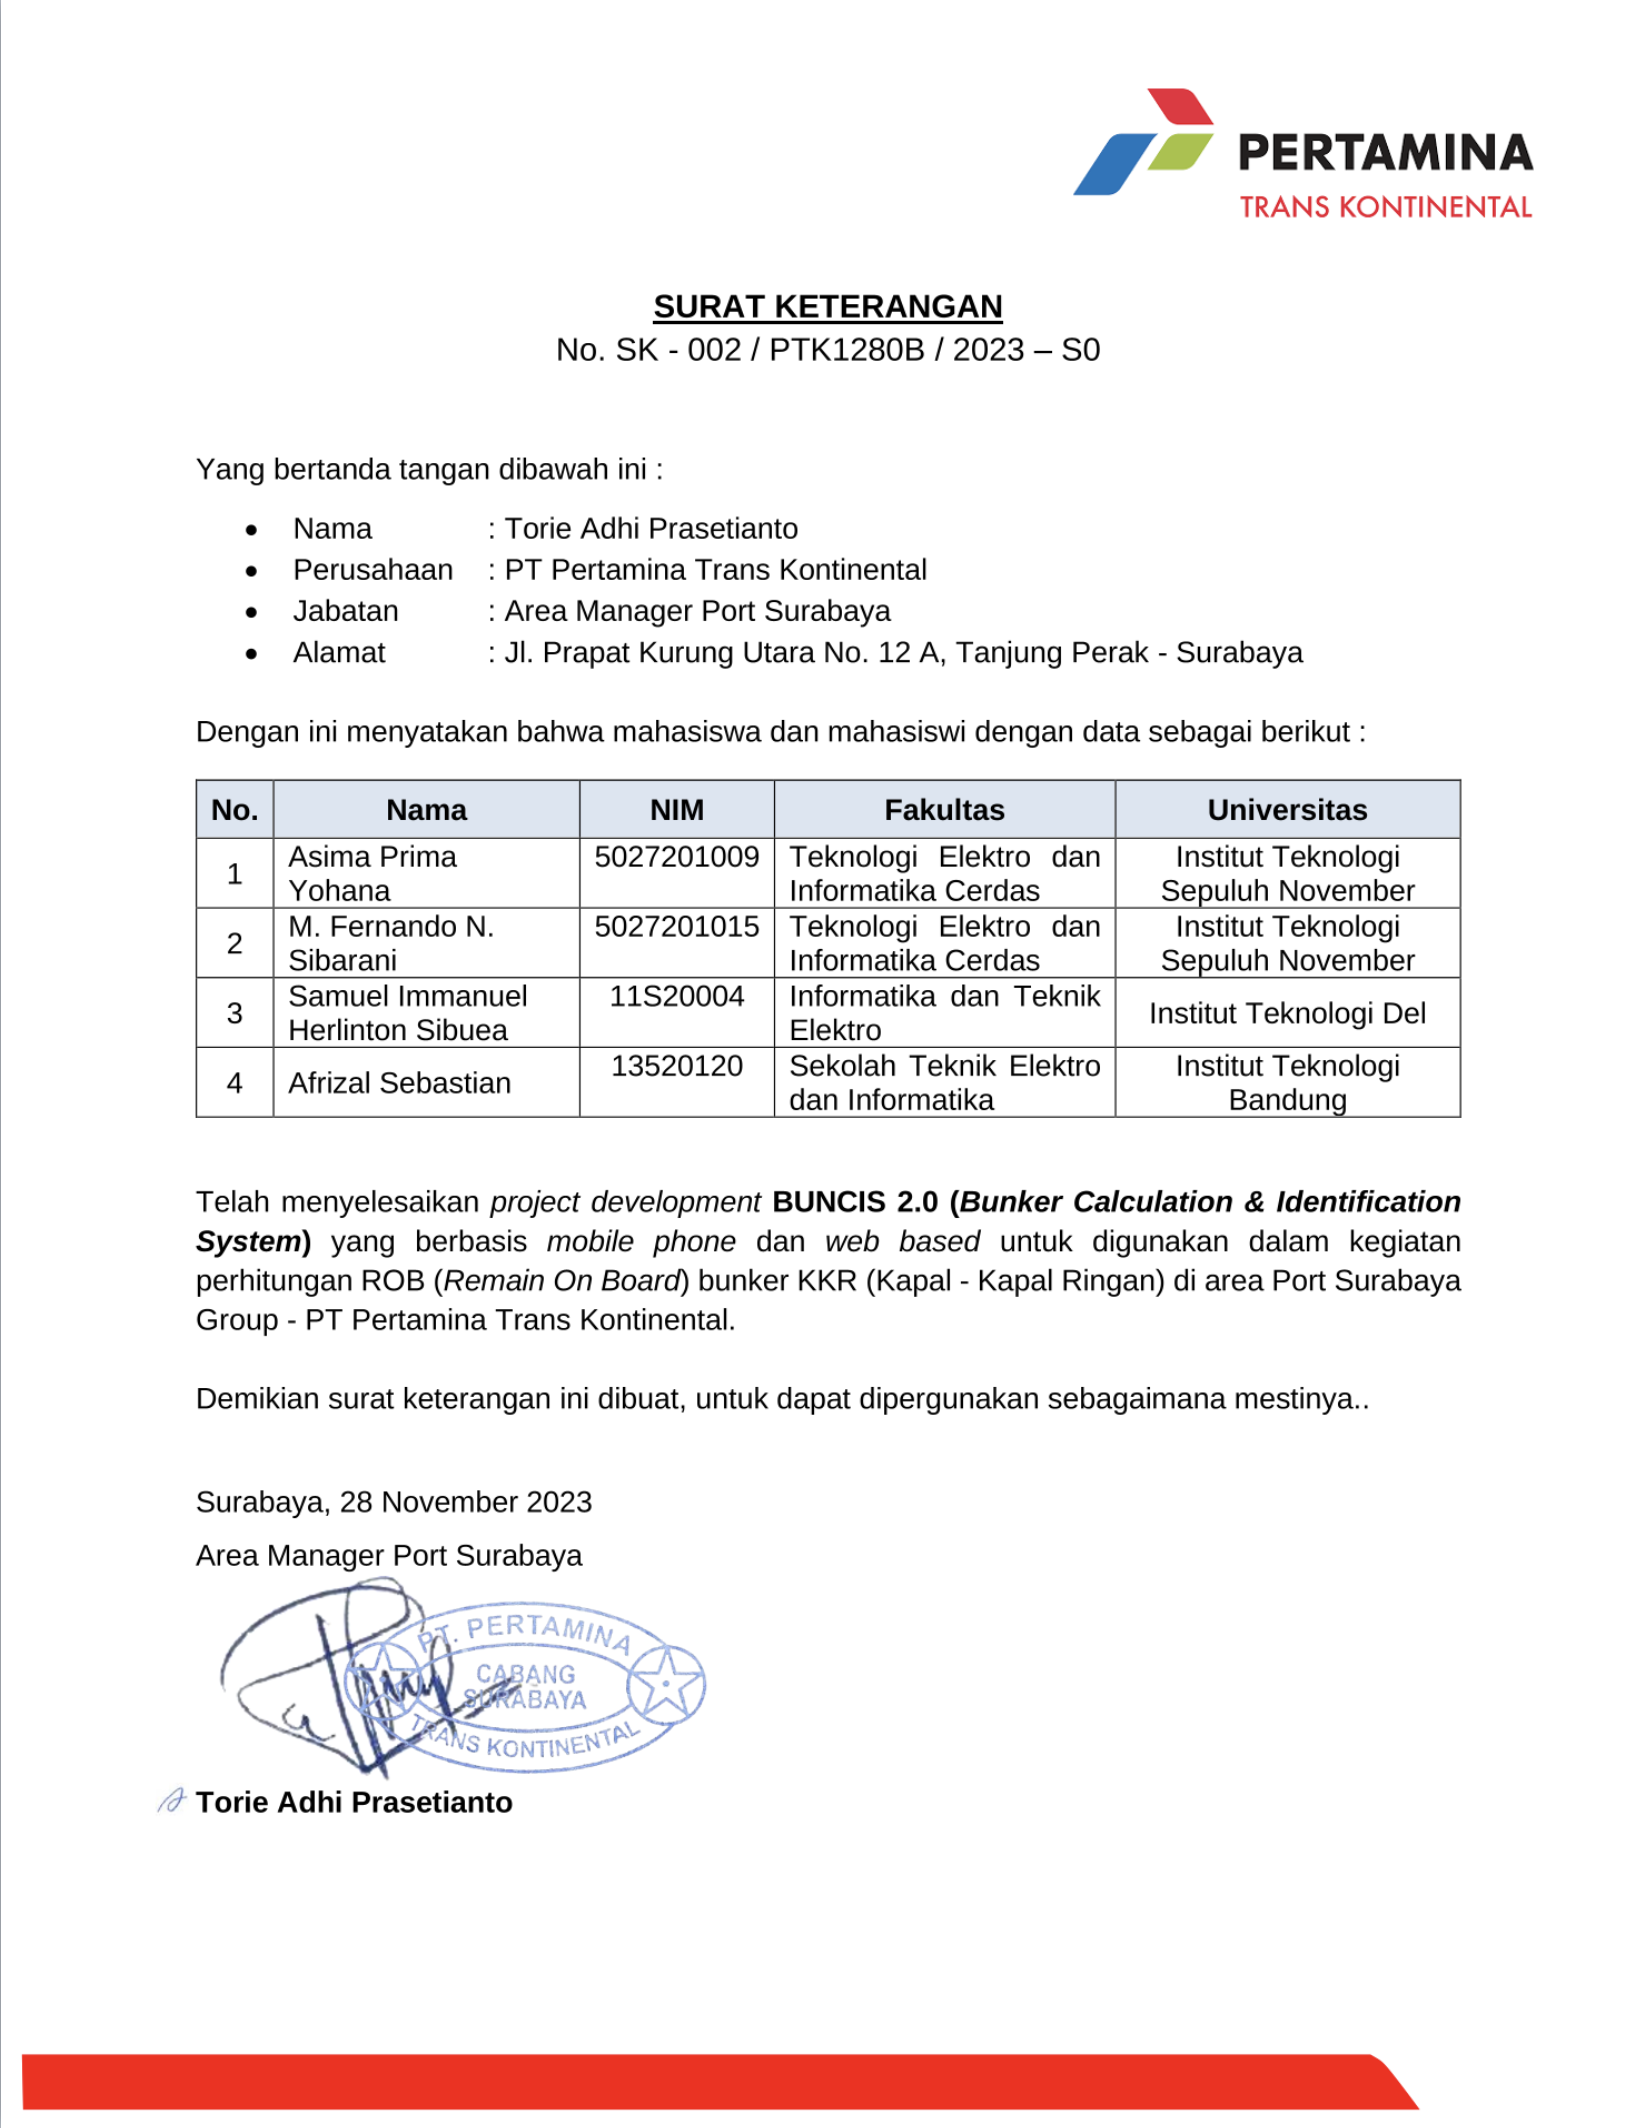 PERTAMINA
TRANS KONTINENTAL
SURAT KETERANGAN
No. SK - 002 / PTK1280B / 2023 – S0
Yang bertanda tangan dibawah ini :
• Nama : Torie Adhi Prasetianto
• Perusahaan : PT Pertamina Trans Kontinental
• Jabatan : Area Manager Port Surabaya
• Alamat : Jl. Prapat Kurung Utara No. 12 A, Tanjung Perak - Surabaya
Dengan ini menyatakan bahwa mahasiswa dan mahasiswi dengan data sebagai berikut :
No. Nama NIM Fakultas Universitas
1 Asima Prima Yohana 5027201009 Teknologi Elektro dan Informatika Cerdas Institut Teknologi Sepuluh November
2 M. Fernando N. Sibarani 5027201015 Teknologi Elektro dan Informatika Cerdas Institut Teknologi Sepuluh November
3 Samuel Immanuel Herlinton Sibuea 11S20004 Informatika dan Teknik Elektro Institut Teknologi Del
4 Afrizal Sebastian 13520120 Sekolah Teknik Elektro dan Informatika Institut Teknologi Bandung
Telah menyelesaikan project development BUNCIS 2.0 (Bunker Calculation & Identification
System) yang berbasis mobile phone dan web based untuk digunakan dalam kegiatan
perhitungan ROB (Remain On Board) bunker KKR (Kapal - Kapal Ringan) di area Port Surabaya
Group - PT Pertamina Trans Kontinental.
Demikian surat keterangan ini dibuat, untuk dapat dipergunakan sebagaimana mestinya..
Surabaya, 28 November 2023
Area Manager Port Surabaya
PT. PERTAMINA
CABANG
SURABAYA
TRANS KONTINENTAL
Torie Adhi Prasetianto